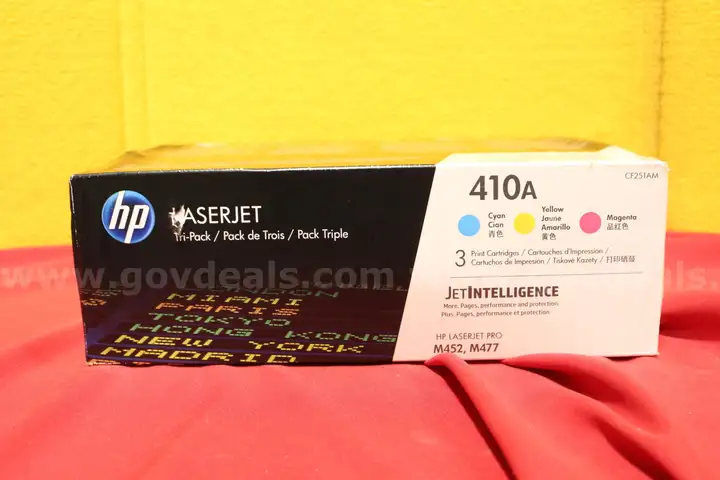 hp
LASERJET
Tri-Pack / Pack de Trois / Pack Triple
MIAMI
PARIS
TOKYO
HONG KONG
NEW YORK
MADRID
410A
CF251AM
Cyan
Cian
青色
Yellow
Jaune
Amarillo
黄色
Magenta
品红色
3 Print Cartridges / Cartouches d'Impression /
Cartuchos de Impresión / Tiskové Kazety / 打印硒鼓
JETINTELLIGENCE
More. Pages, performance and protection.
Plus. Pages, performance et protection.
HP LASERJET PRO
M452, M477
www.govdeals.com